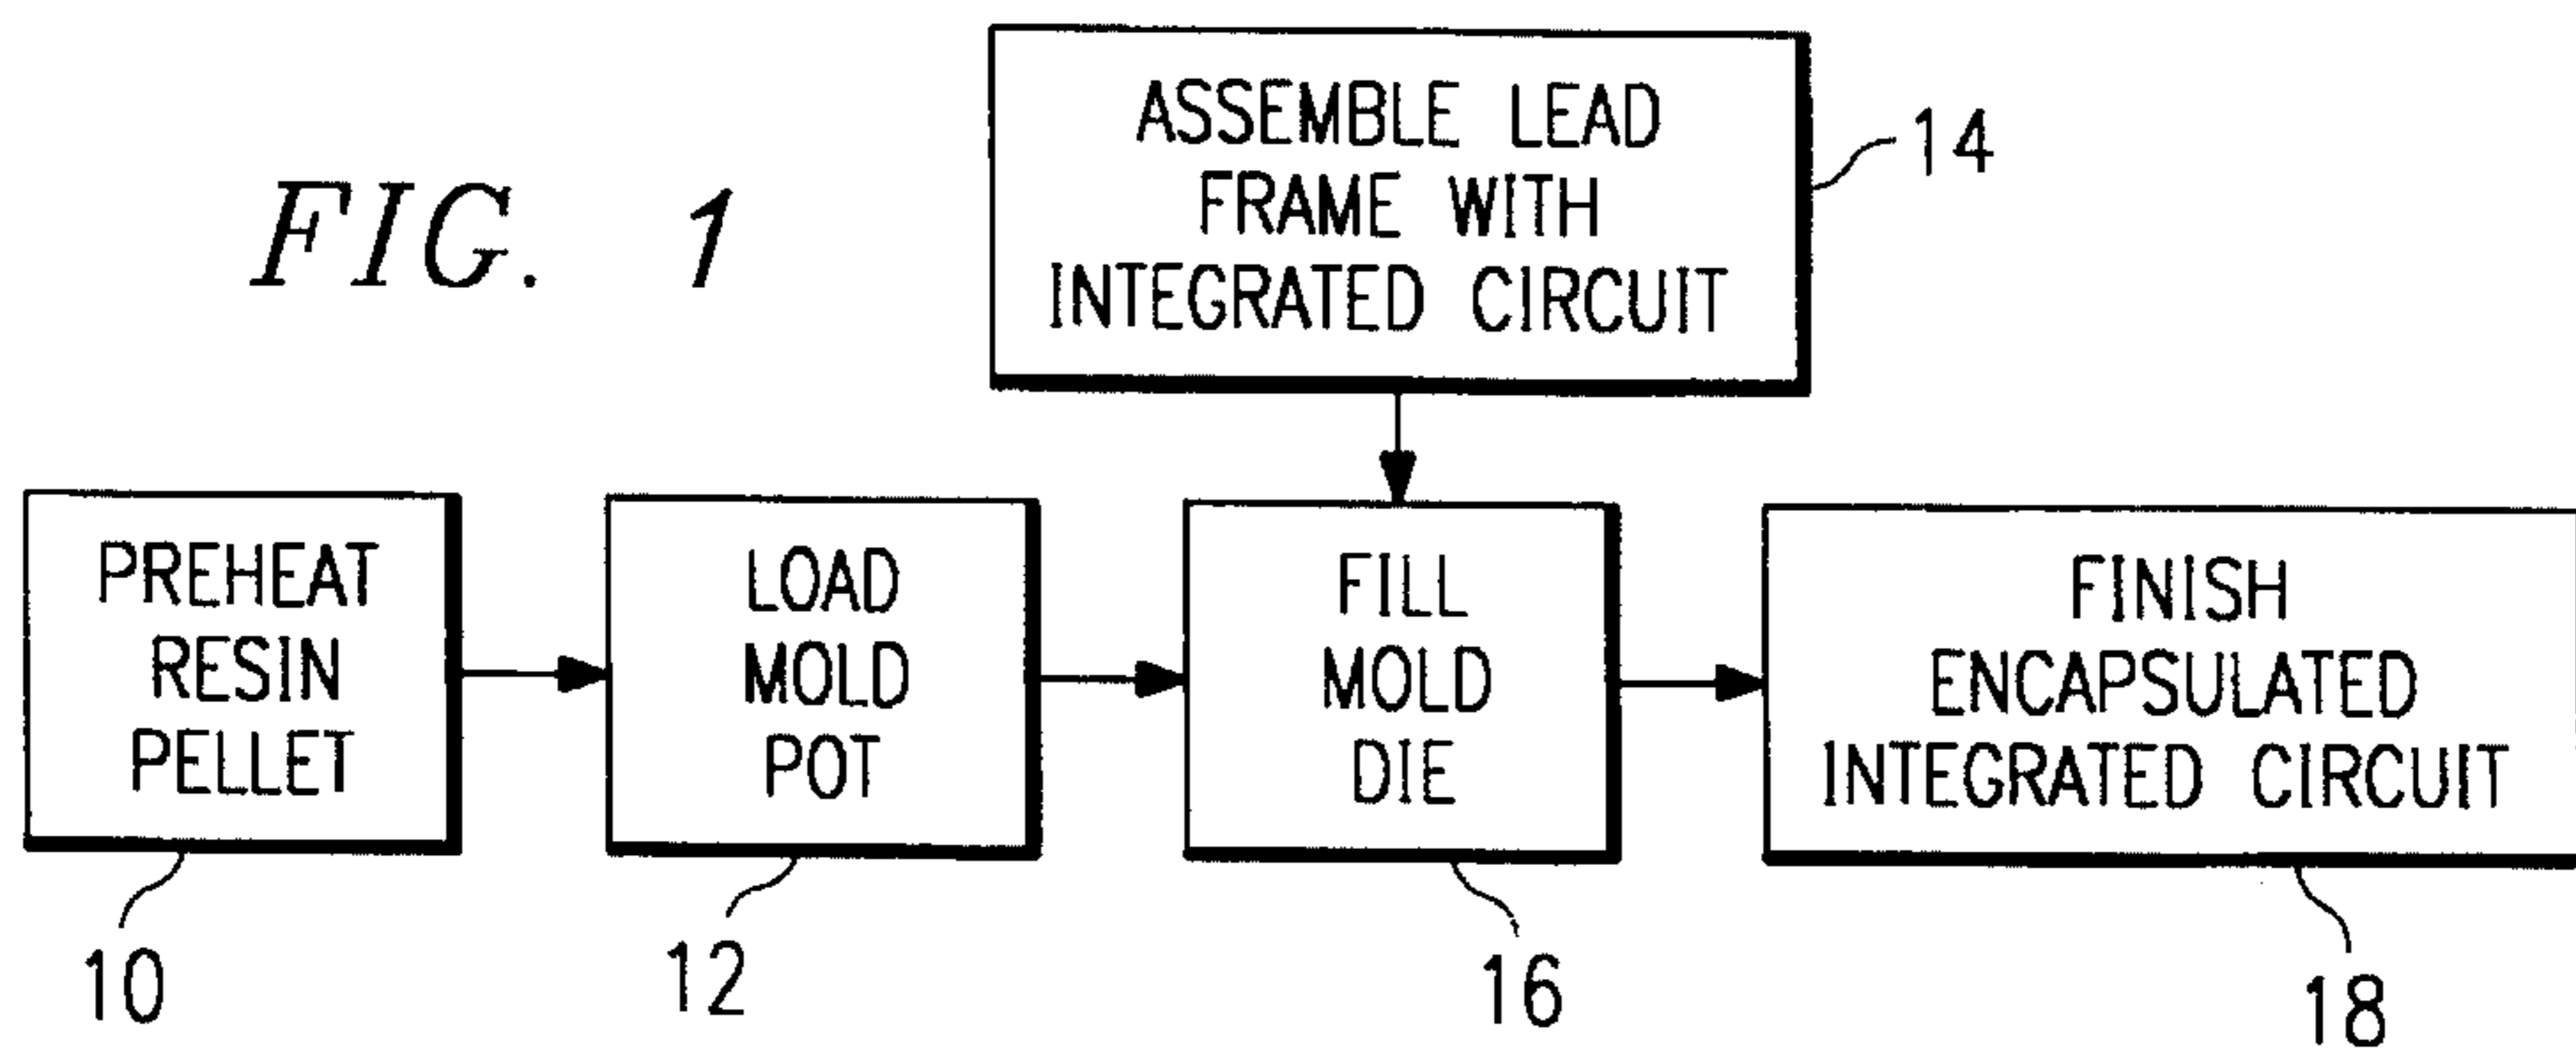 FIG. 1
ASSEMBLE LEAD
FRAME WITH
INTEGRATED CIRCUIT
14
PREHEAT
RESIN
PELLET
10
LOAD
MOLD
POT
12
FILL
MOLD
DIE
16
FINISH
ENCAPSULATED
INTEGRATED CIRCUIT
18